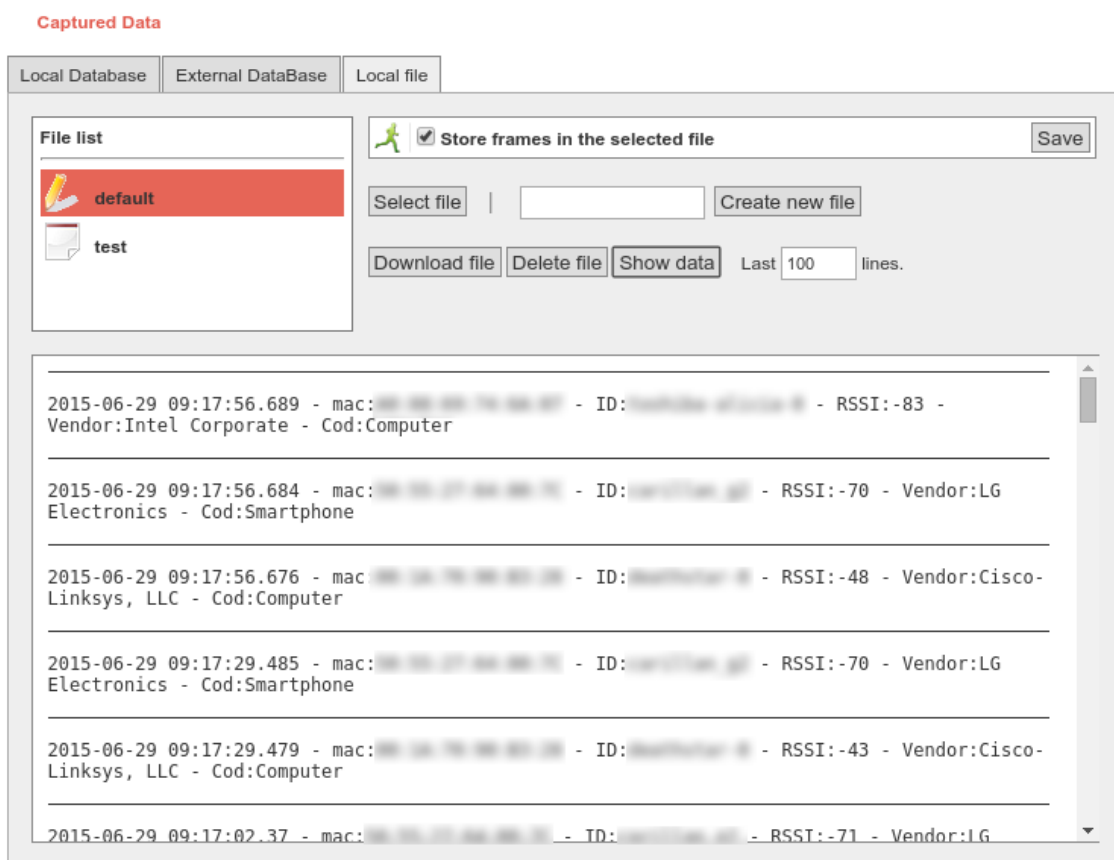 Captured Data
Local Database External DataBase Local file
File list
Store frames in the selected file Save
default
Select file | Create new file
test
Download file Delete file Show data Last 100 lines.
2015-06-29 09:17:56.689 - mac: - ID: - RSSI:-83 -
Vendor:Intel Corporate - Cod:Computer
2015-06-29 09:17:56.684 - mac: - ID: - RSSI:-70 - Vendor:LG
Electronics - Cod:Smartphone
2015-06-29 09:17:56.676 - mac - ID: - RSSI:-48 - Vendor:Cisco-
Linksys, LLC - Cod:Computer
2015-06-29 09:17:29.485 - mac: - ID: - RSSI:-70 - Vendor:LG
Electronics - Cod:Smartphone
2015-06-29 09:17:29.479 - mac: - ID: - RSSI:-43 - Vendor:Cisco-
Linksys, LLC - Cod:Computer
2015-06-29 09:17:02.37 - mac: - ID: - RSSI:-71 - Vendor:LG